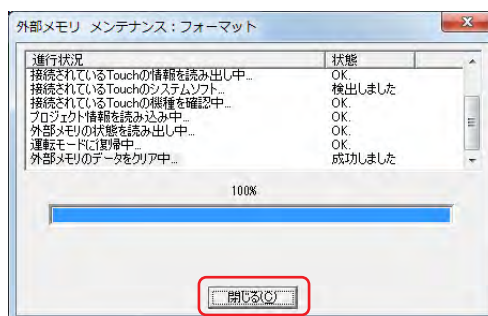 外部メモリ メンテナンス：フォーマット
進行状況 状態
接続されているTouchの情報を読み出し中... OK.
接続されているTouchのシステムソフト... 検出しました
接続されているTouchの機種を確認中... OK.
プロジェクト情報を読み込み中... OK.
外部メモリの状態を読み出し中... OK.
運転モードに復帰中... OK.
外部メモリのデータをクリア中... 成功しました
100%
閉じる(C)